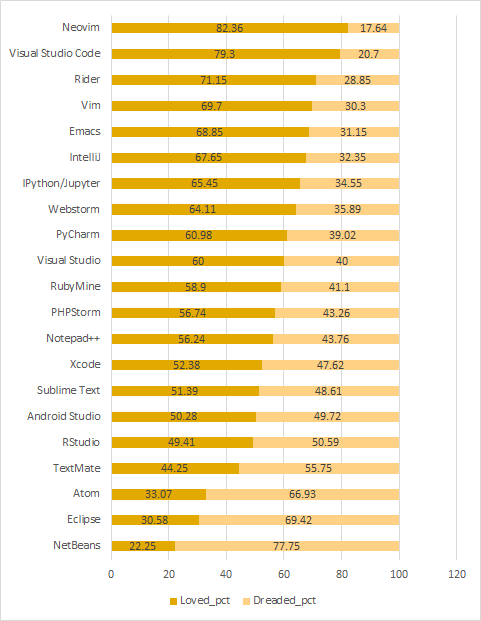 Neovim 82.36 17.64
Visual Studio Code 79.3 20.7
Rider 71.15 28.85
Vim 69.7 30.3
Emacs 68.85 31.15
IntelliJ 67.65 32.35
IPython/Jupyter 65.45 34.55
Webstorm 64.11 35.89
PyCharm 60.98 39.02
Visual Studio 60 40
RubyMine 58.9 41.1
PHPStorm 56.74 43.26
Notepad++ 56.24 43.76
Xcode 52.38 47.62
Sublime Text 51.39 48.61
Android Studio 50.28 49.72
RStudio 49.41 50.59
TextMate 44.25 55.75
Atom 33.07 66.93
Eclipse 30.58 69.42
NetBeans 22.25 77.75
0 20 40 60 80 100 120
Loved_pct Dreaded_pct